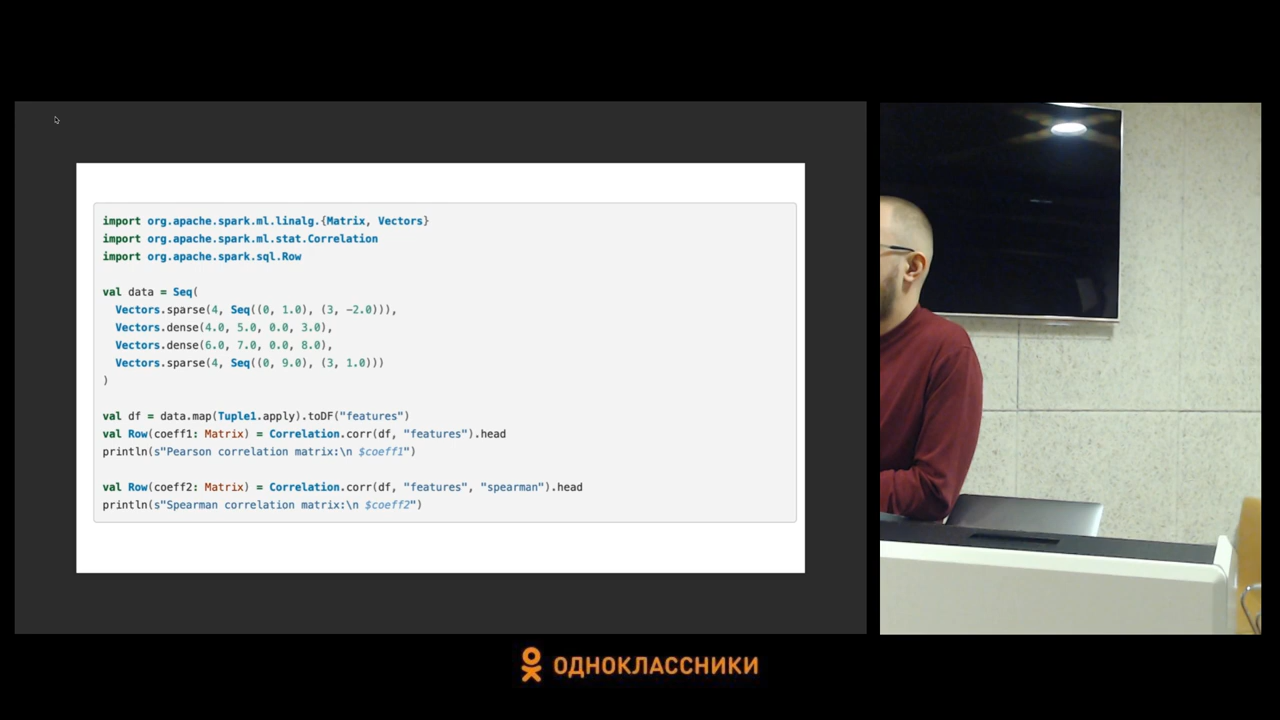 import org.apache.spark.ml.linalg.{Matrix, Vectors}
import org.apache.spark.ml.stat.Correlation
import org.apache.spark.sql.Row
val data = Seq(
Vectors.sparse(4, Seq((0, 1.0), (3, −2.0))),
Vectors.dense(4.0, 5.0, 0.0, 3.0),
Vectors.dense(6.0, 7.0, 0.0, 8.0),
Vectors.sparse(4, Seq((0, 9.0), (3, 1.0)))
)
val df = data.map(Tuple1.apply).toDF("features")
val Row(coeff1: Matrix) = Correlation.corr(df, "features").head
println(s"Pearson correlation matrix:\n $coeff1")
val Row(coeff2: Matrix) = Correlation.corr(df, "features", "spearman").head
println(s"Spearman correlation matrix:\n $coeff2")
ОДНОКЛАССНИКИ